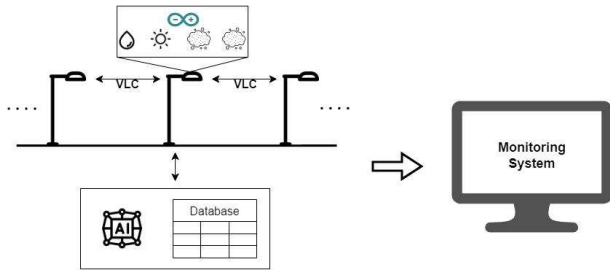 VLC
VLC
Monitoring
System
AI
Database